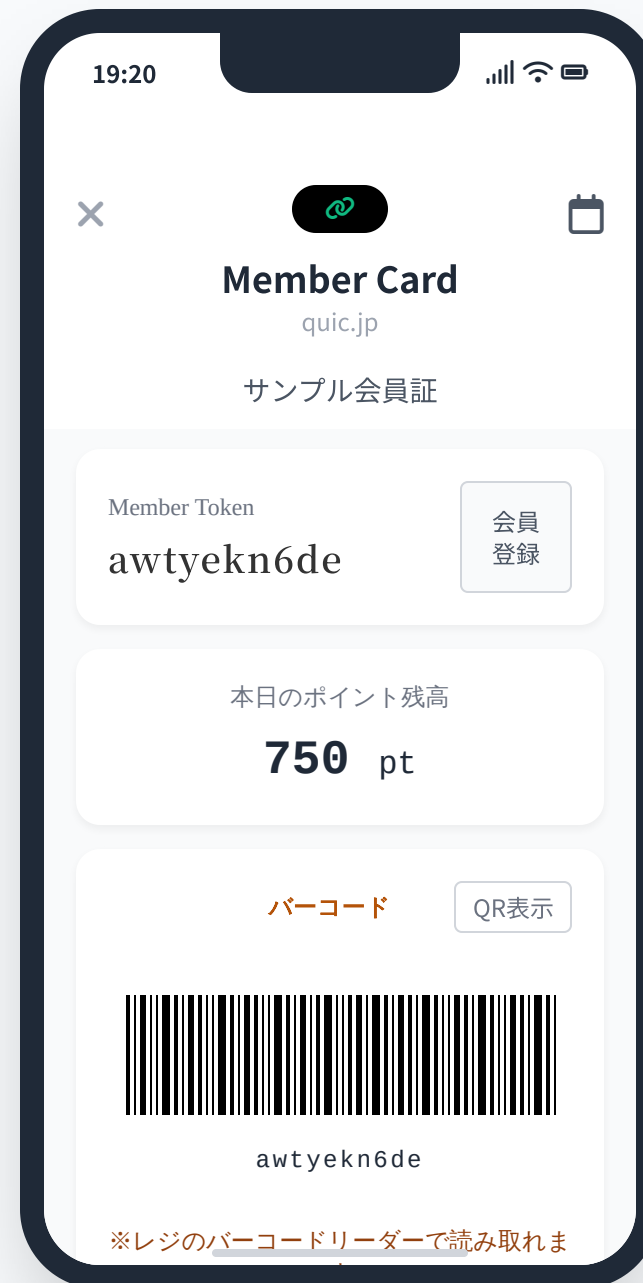 19:20
Member Card
quic.jp
サンプル会員証
Member Token
awtyekn6de
会員
登録
本日のポイント残高
750 pt
バーコード
QR表示
awtyekn6de
※レジのバーコードリーダーで読み取れま